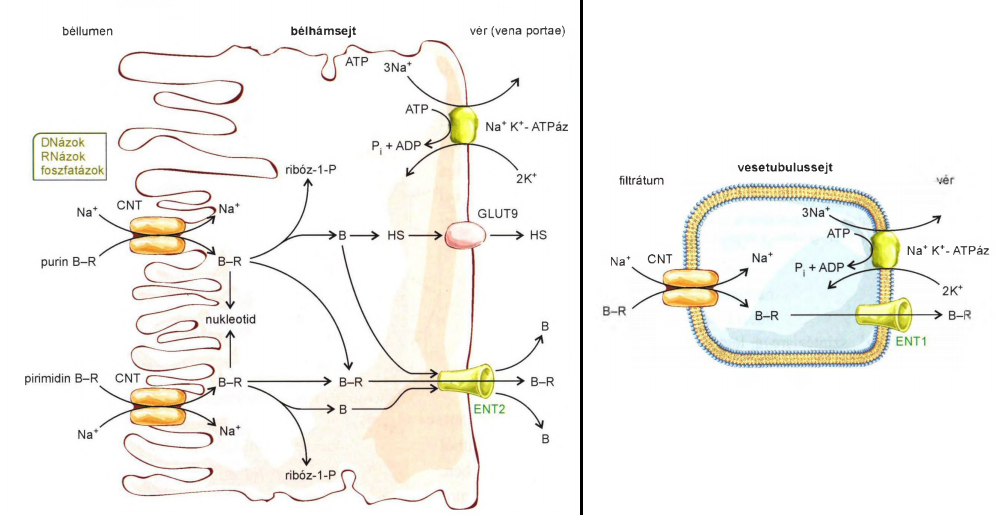 béllumen
bélhámsejt
vér (vena portae)
ATP
3Na⁺
ATP
Na⁺ K⁺- ATPáz
Pᵢ + ADP
2K⁺
DNázok
RNázok
foszfatázok
ribóz-1-P
Na⁺
CNT
Na⁺
GLUT9
B
HS
HS
purin B–R
B–R
nukleotid
B
pirimidin B–R
CNT
B–R
B–R
B–R
B
ENT2
Na⁺
Na⁺
B
ribóz-1-P
vesetubulussejt
filtrátum
vér
3Na⁺
ATP
Na⁺ K⁺- ATPáz
Na⁺
CNT
Na⁺
Pᵢ + ADP
2K⁺
B–R
B–R
B–R
ENT1